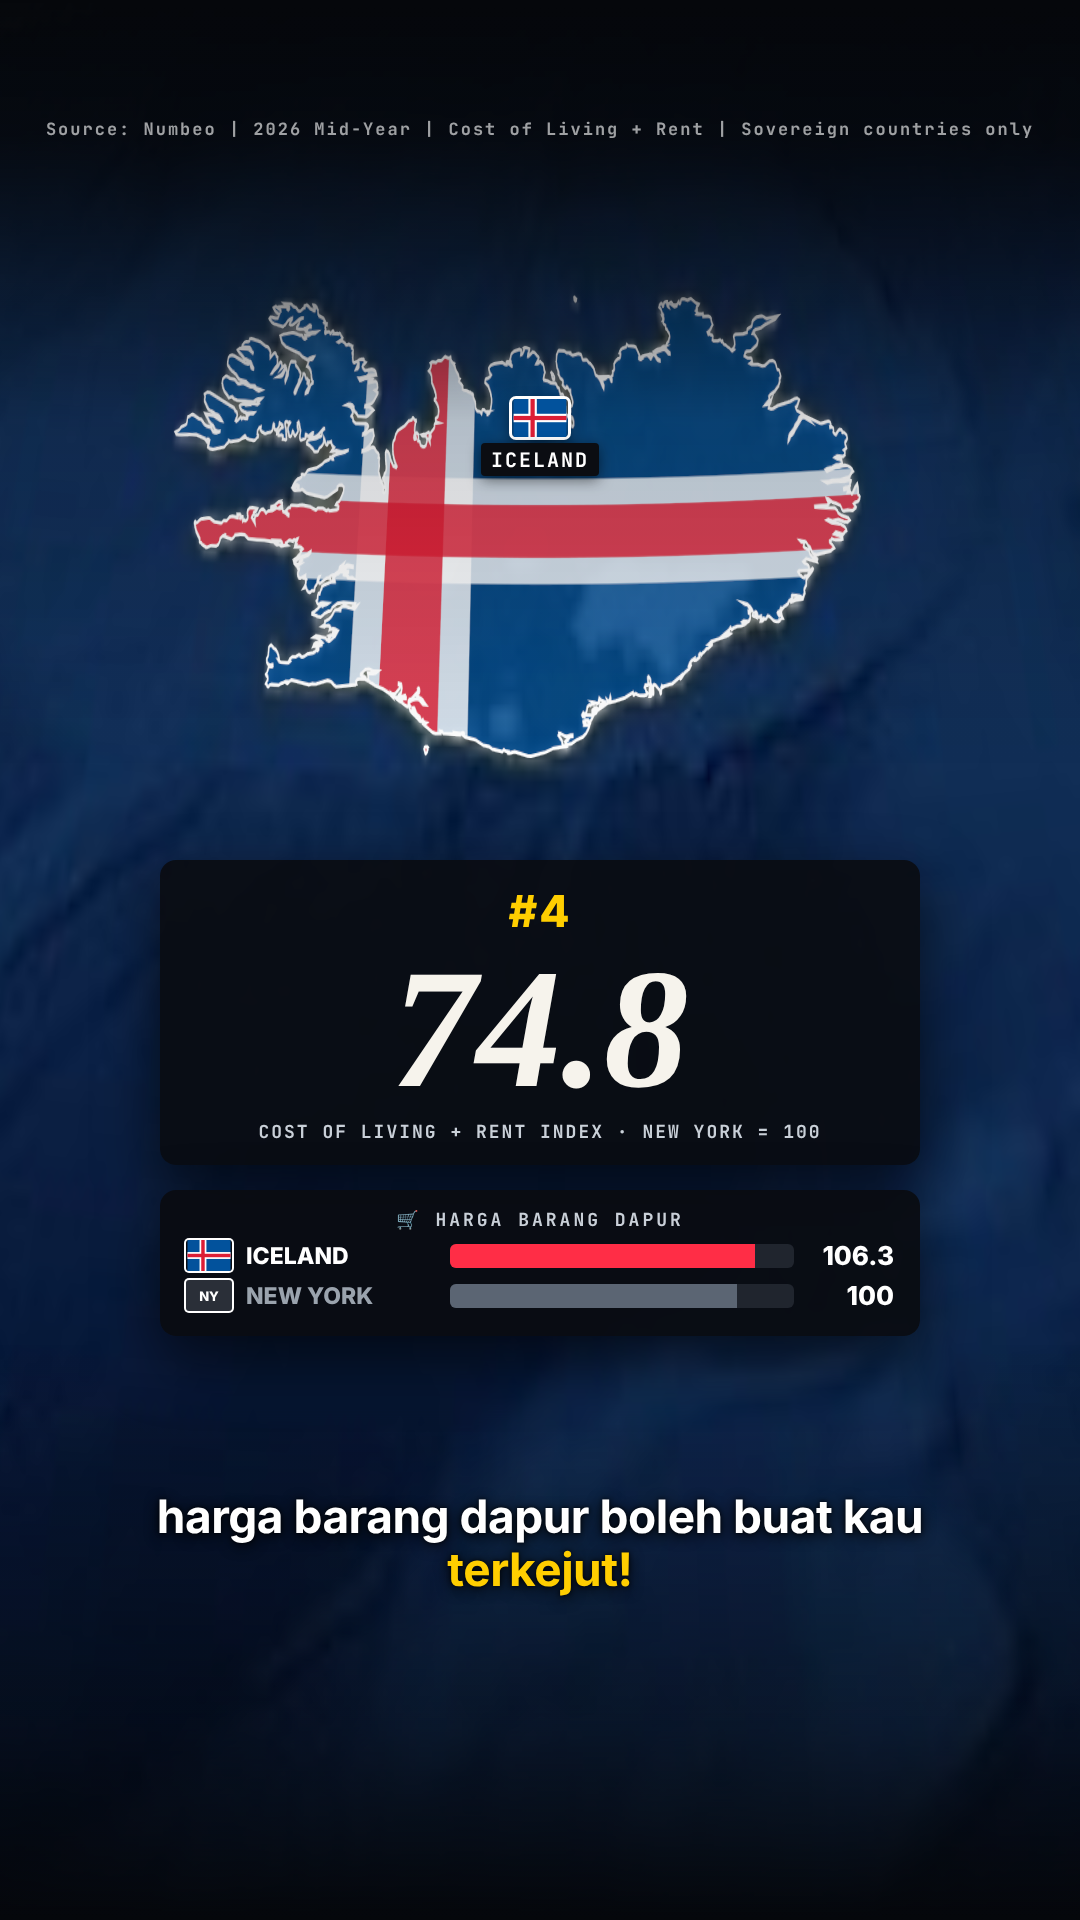 Source: Numbeo | 2026 Mid-Year | Cost of Living + Rent | Sovereign countries only
ICELAND
#4
74.8
COST OF LIVING + RENT INDEX · NEW YORK = 100
🛒 HARGA BARANG DAPUR
ICELAND 106.3
NY NEW YORK 100
harga barang dapur boleh buat kau
terkejut!